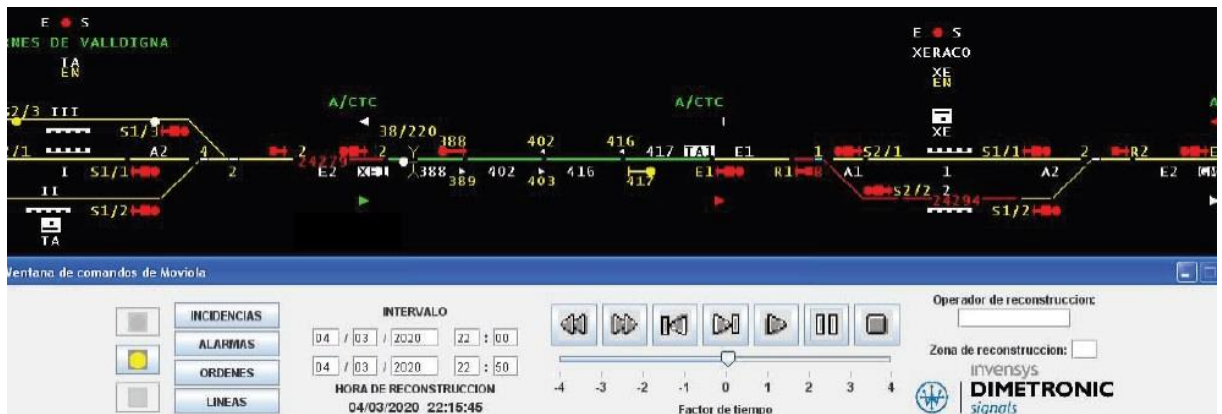 E S
E S
RNES DE VALLDIGNA
XERACO
TA
EN
XE
EN
A/CTC
A/CTC
S2/3 III
38/220
388
402
416
XE
S1/3
2/1
A2
4
2
24229
2
417
TA1
E1
1
S2/1
S1/1
2
R2
I
S1/1
2
E2
XE1
388
402
416
E1
R1
A1
1
A2
E2
389
403
417
II
S2/2
2
24294
S1/2
S1/2
TA
Ventana de comandos de Moviola
INCIDENCIAS
ALARMAS
ORDENES
LINEAS
INTERVALO
04 / 03 / 2020 22 : 00
04 / 03 / 2020 22 : 50
HORA DE RECONSTRUCCION
04/03/2020 22:15:45
-4 -3 -2 -1 0 1 2 3 4
Factor de tiempo
Operador de reconstruccion:
Zona de reconstruccion:
invensys
DIMETRONIC
signals